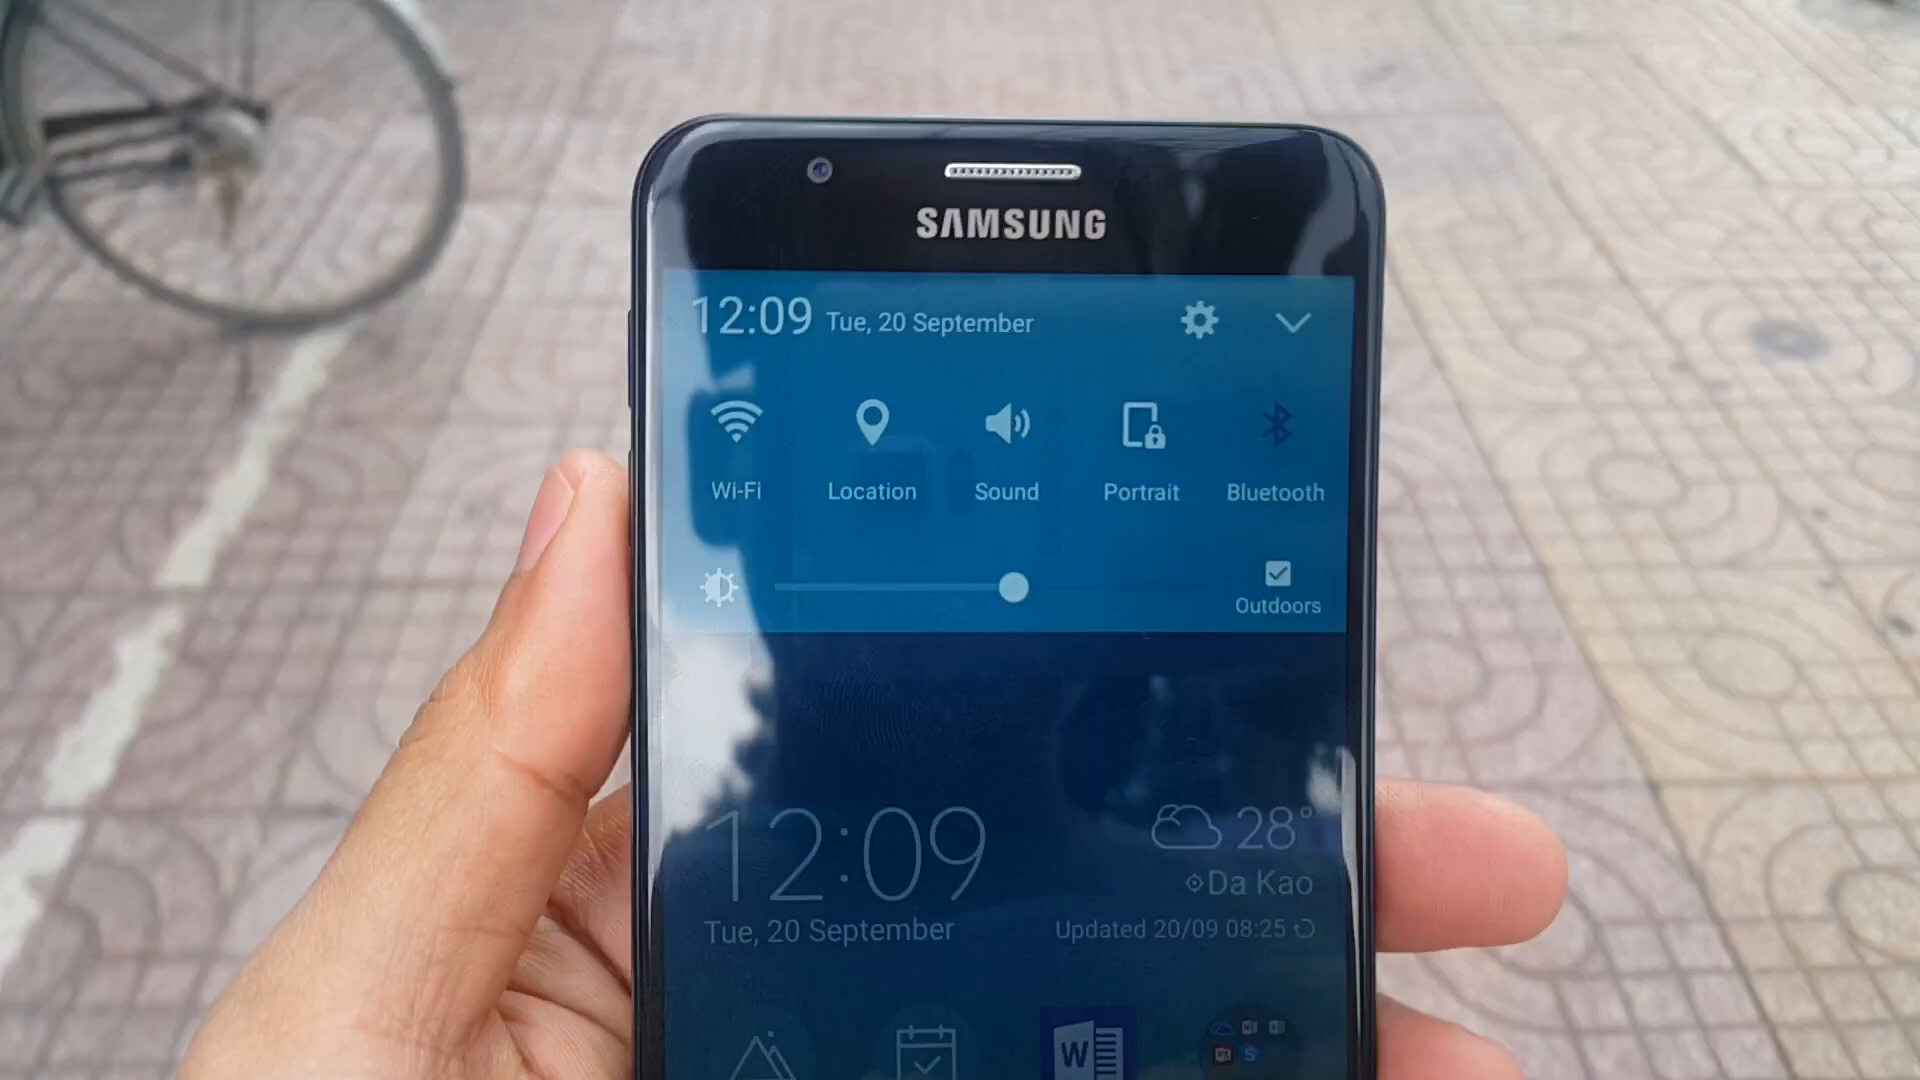 SAMSUNG
12:09 Tue, 20 September
Wi-Fi Location Sound Portrait Bluetooth
Outdoors
12:09 28°
Da Kao
Tue, 20 September Updated 20/09 08:25
W
S